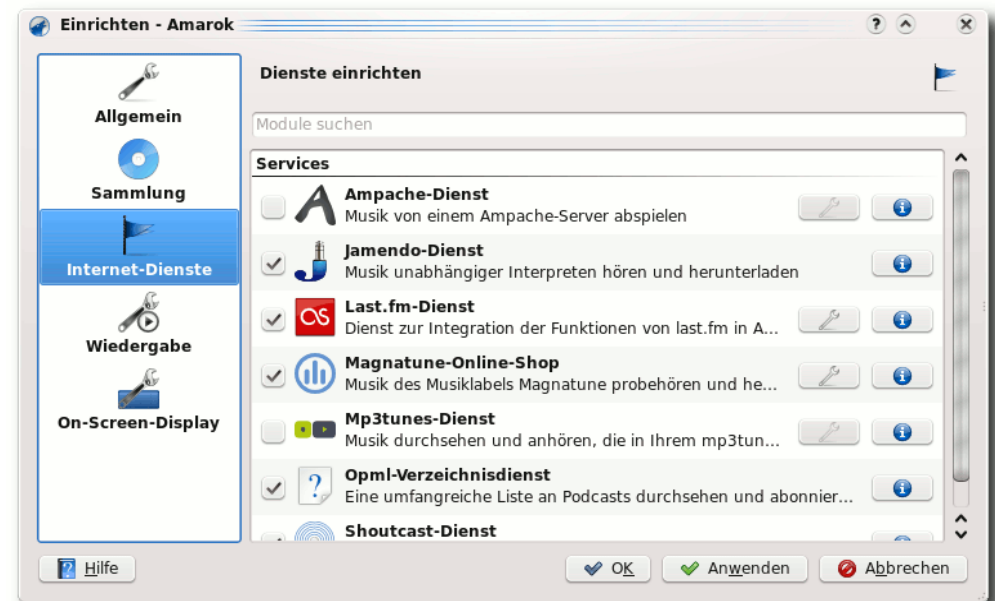 Einrichten - Amarok
Allgemein
Sammlung
Internet-Dienste
Wiedergabe
On-Screen-Display
Dienste einrichten
Module suchen
Services
Ampache-Dienst
Musik von einem Ampache-Server abspielen
Jamendo-Dienst
Musik unabhängiger Interpreten hören und herunterladen
Last.fm-Dienst
Dienst zur Integration der Funktionen von last.fm in A...
Magnatune-Online-Shop
Musik des Musiklabels Magnatune probehören und he...
Mp3tunes-Dienst
Musik durchsehen und anhören, die in Ihrem mp3tun...
Opml-Verzeichnisdienst
Eine umfangreiche Liste an Podcasts durchsehen und abonnier...
Shoutcast-Dienst
Hilfe
OK
Anwenden
Abbrechen